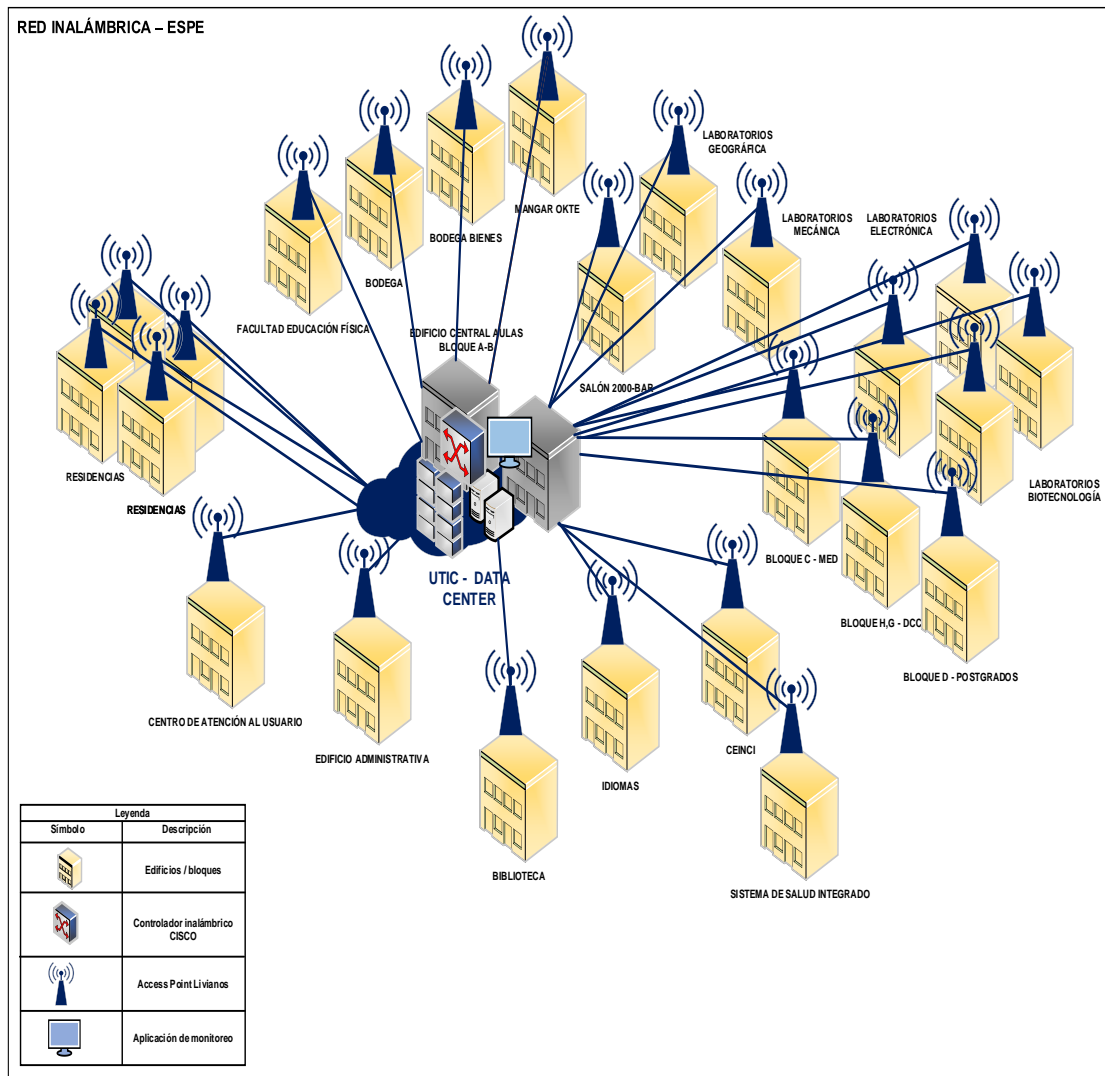 RED INALÁMBRICA – ESPE
LABORATORIOS
GEOGRÁFICA
MANGAR OKTE
LABORATORIOS
MECÁNICA
LABORATORIOS
ELECTRÓNICA
BODEGA BIENES
BODEGA
FACULTAD EDUCACIÓN FÍSICA
EDIFICIO CENTRAL AULAS
BLOQUE A-B
SALÓN 2000-BAR
RESIDENCIAS
RESIDENCIAS
LABORATORIOS
BIOTECNOLOGÍA
BLOQUE C - MED
UTIC - DATA
CENTER
BLOQUE H,G - DCC
BLOQUE D - POSTGRADOS
CENTRO DE ATENCIÓN AL USUARIO
EDIFICIO ADMINISTRATIVA
CEINCI
IDIOMAS
BIBLIOTECA
SISTEMA DE SALUD INTEGRADO
Leyenda
Símbolo Descripción
Edificios / bloques
Controlador inalámbrico
CISCO
Access Point Livianos
Aplicación de monitoreo